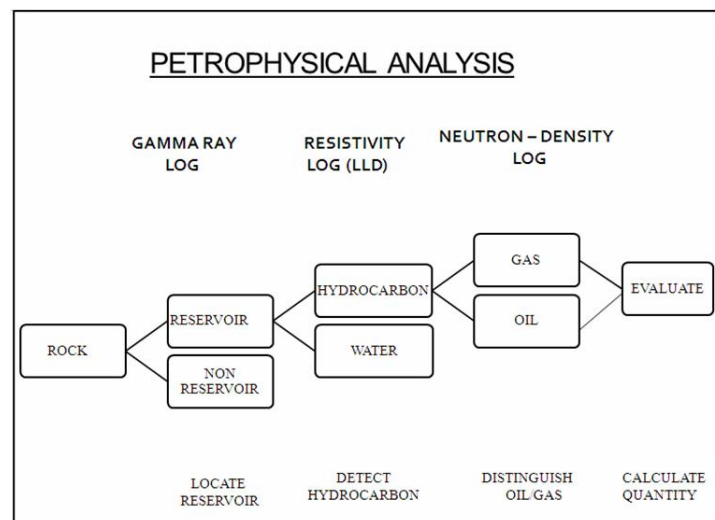 PETROPHYSICAL ANALYSIS
GAMMA RAY
LOG
RESISTIVITY
LOG (LLD)
NEUTRON – DENSITY
LOG
ROCK
RESERVOIR
NON
RESERVOIR
HYDROCARBON
WATER
GAS
OIL
EVALUATE
LOCATE
RESERVOIR
DETECT
HYDROCARBON
DISTINGUISH
OIL/GAS
CALCULATE
QUANTITY